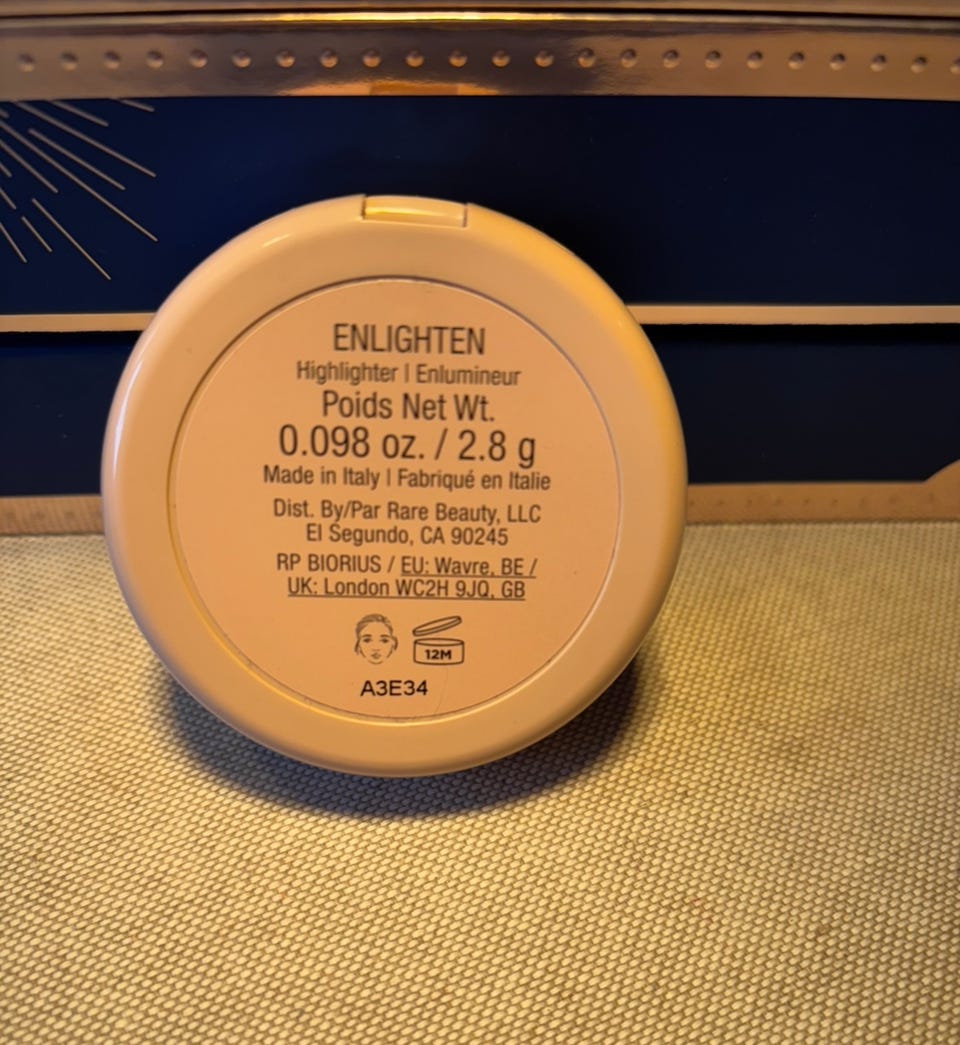 ENLIGHTEN
Highlighter | Enlumineur
Poids Net Wt.
0.098 oz. / 2.8 g
Made in Italy | Fabriqué en Italie
Dist. By/Par Rare Beauty, LLC
El Segundo, CA 90245
RP BIORIUS / EU: Wavre, BE /
UK: London WC2H 9JQ, GB
12M
A3E34